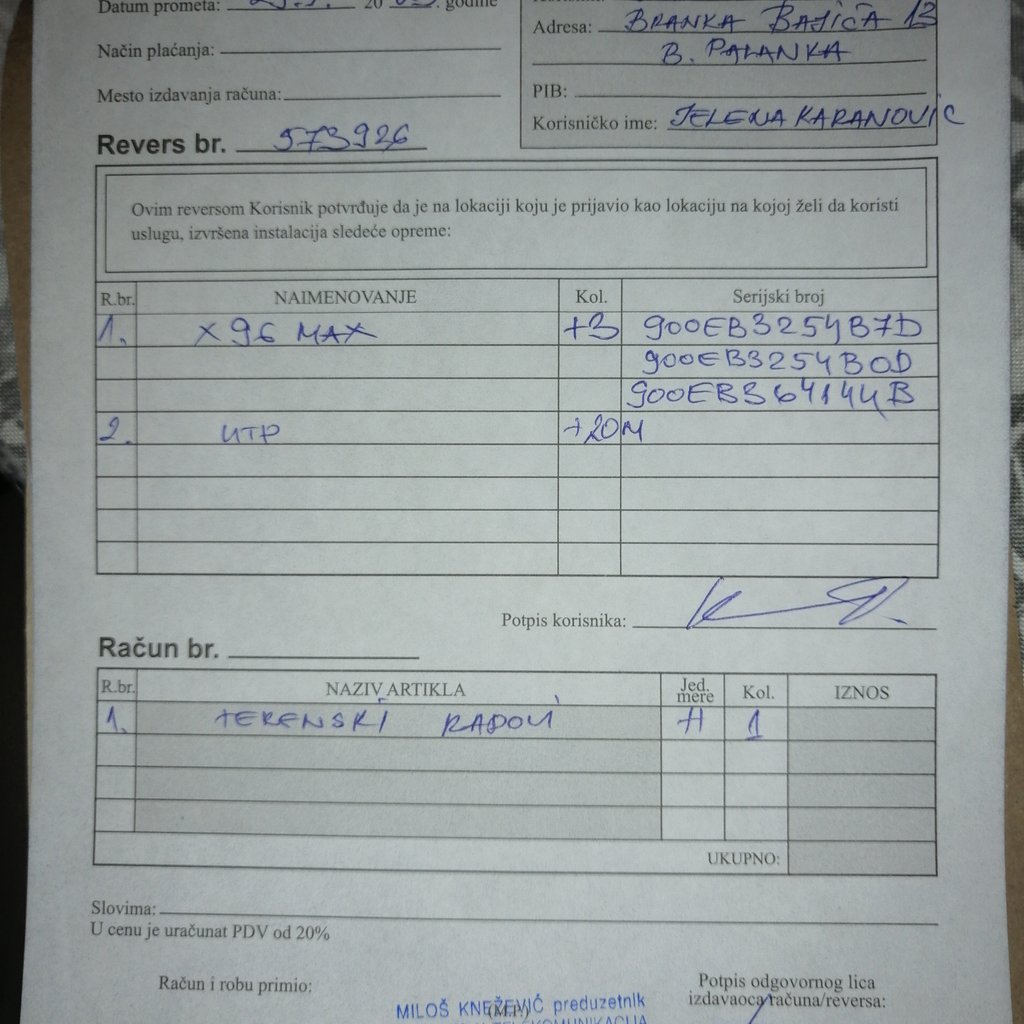 Datum prometa: 20 godine
Adresa: BRANKA BAJIĆA 13
Način plaćanja:
B. PALANKA
Mesto izdavanja računa:
PIB:
Korisničko ime: JELENA KARANOVIĆ
Revers br. 573926
Ovim reversom Korisnik potvrđuje da je na lokaciji koju je prijavio kao lokaciju na kojoj želi da koristi
uslugu, izvršena instalacija sledeće opreme:
R.br. NAIMENOVANJE Kol. Serijski broj
1. X96 MAX +3 900EB3254B7D
900EB3254B0D
900EB364144B
2. UTP +20M
Potpis korisnika:
Račun br.
R.br. NAZIV ARTIKLA Jed. mere Kol. IZNOS
1. TERENSKI RADOVI H 1
UKUPNO:
Slovima:
U cenu je uračunat PDV od 20%
Račun i robu primio:
Potpis odgovornog lica
izdavaoca računa/reversa:
MILOŠ KNEŽEVIĆ preduzetnik
(M.P.)
TELEKOMUNIKACIJA